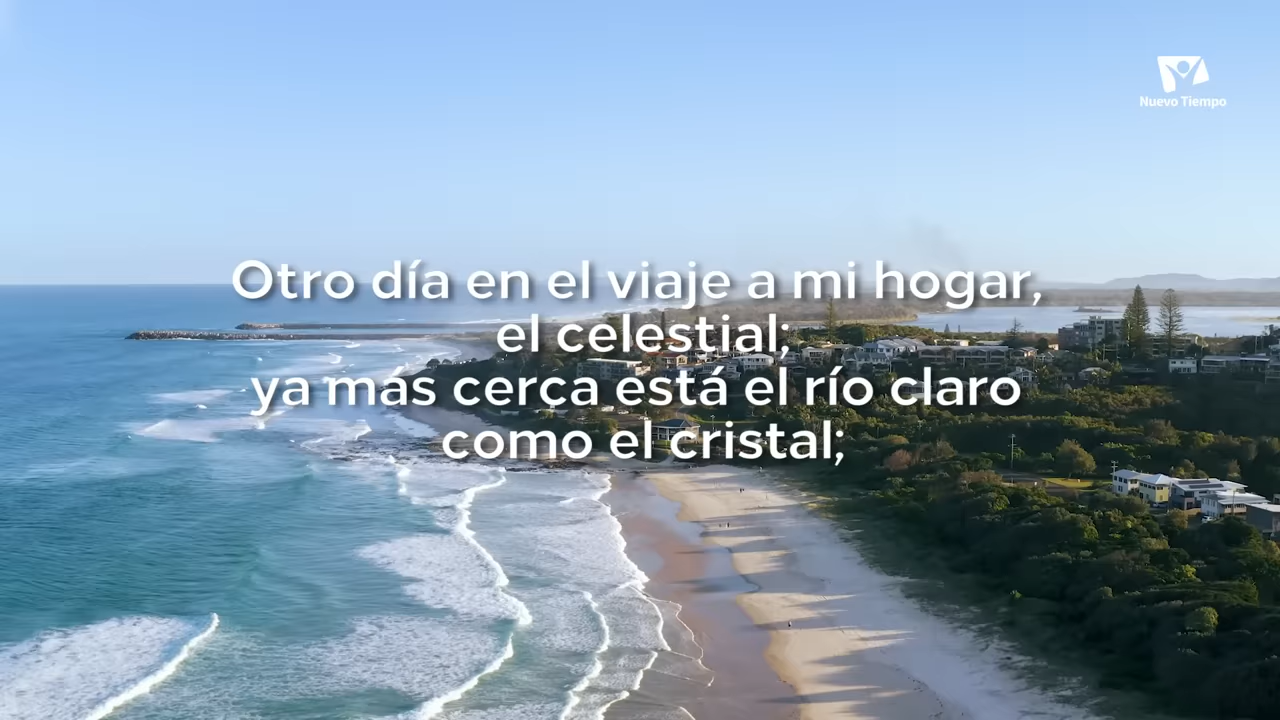 Nuevo Tiempo
Otro día en el viaje a mi hogar,
el celestial;
ya más cerca está el río claro
como el cristal;